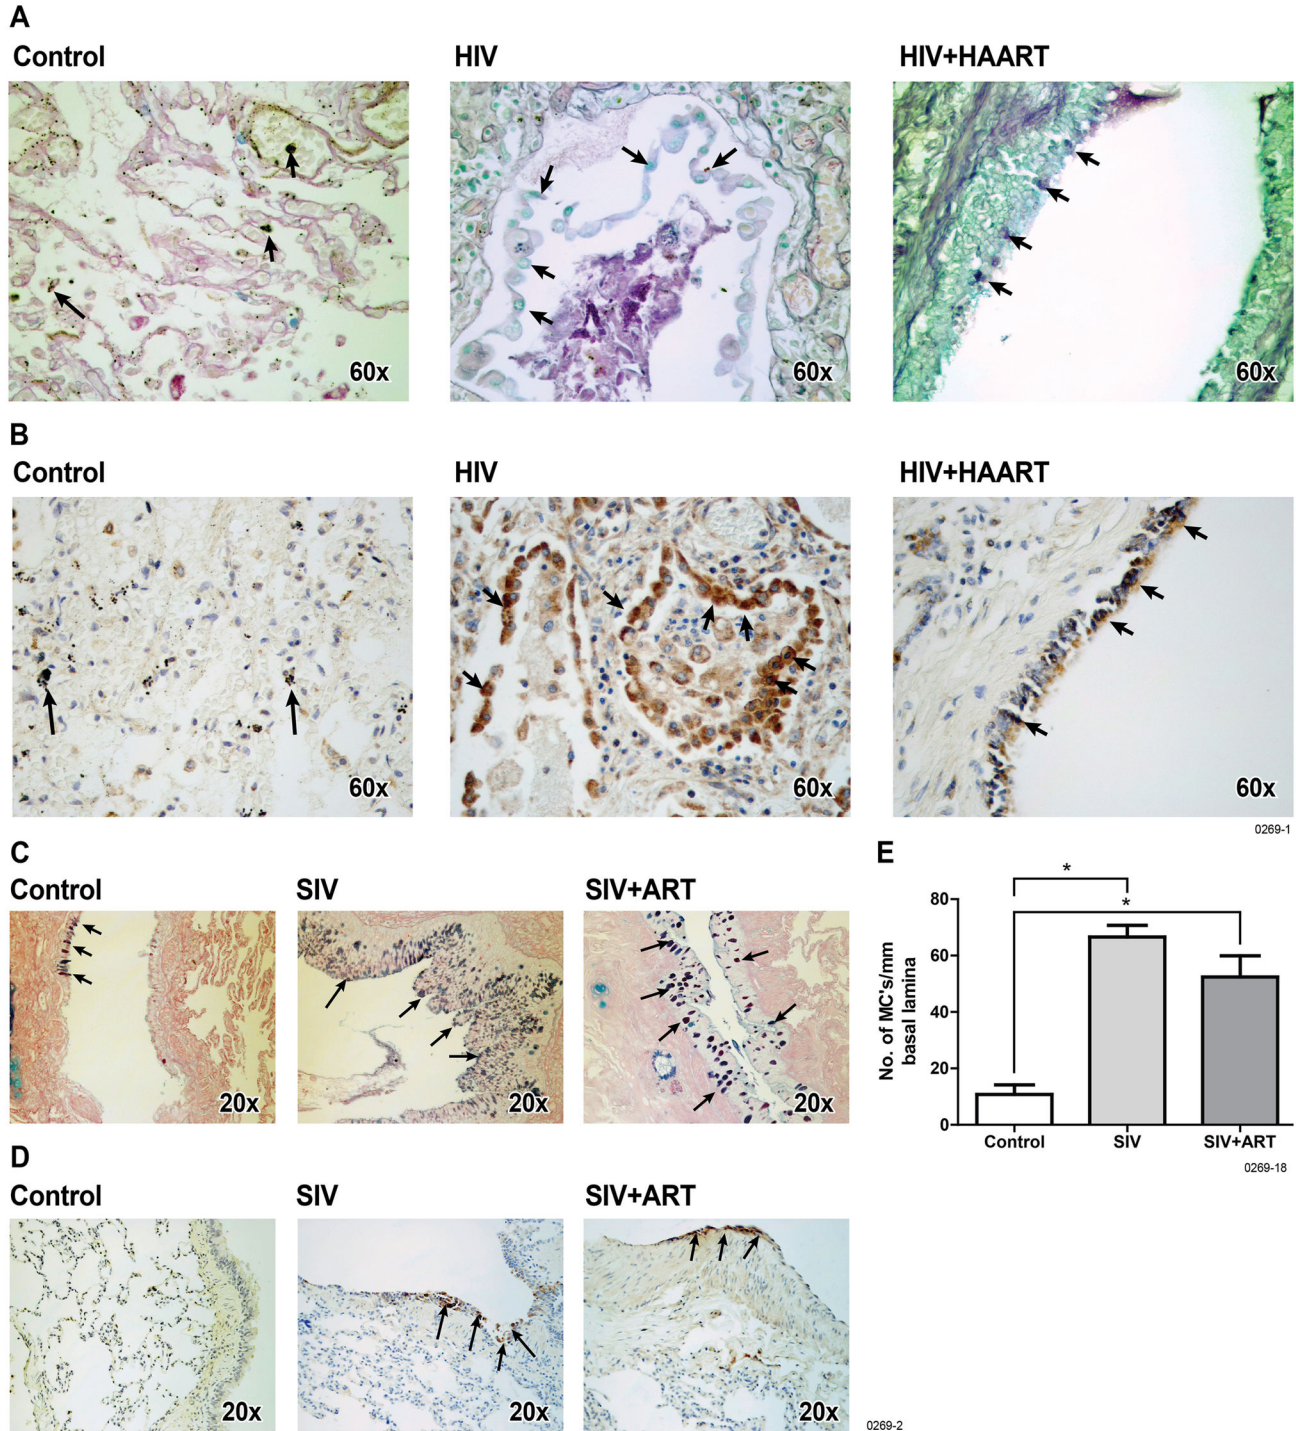 A
Control
HIV
HIV+HAART
60x
60x
60x
B
Control
HIV
HIV+HAART
60x
60x
60x
0269-1
C
Control
SIV
SIV+ART
20x
20x
20x
D
Control
SIV
SIV+ART
20x
20x
20x
0269-2
E
No. of MC's/mm
basal lamina
80
60
40
20
0
*
*
Control
SIV
SIV+ART
0269-18